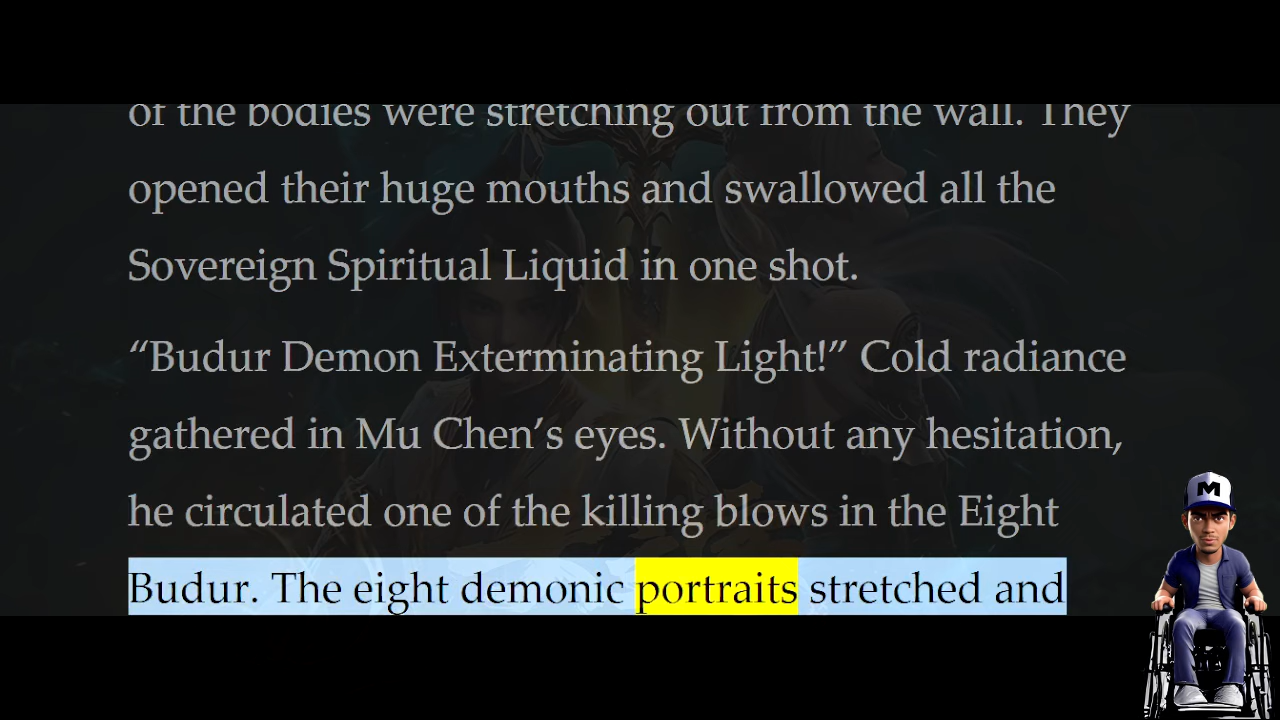 of the bodies were stretching out from the wall. They
opened their huge mouths and swallowed all the
Sovereign Spiritual Liquid in one shot.
“Budur Demon Exterminating Light!” Cold radiance
gathered in Mu Chen’s eyes. Without any hesitation,
he circulated one of the killing blows in the Eight
Budur. The eight demonic portraits stretched and
M